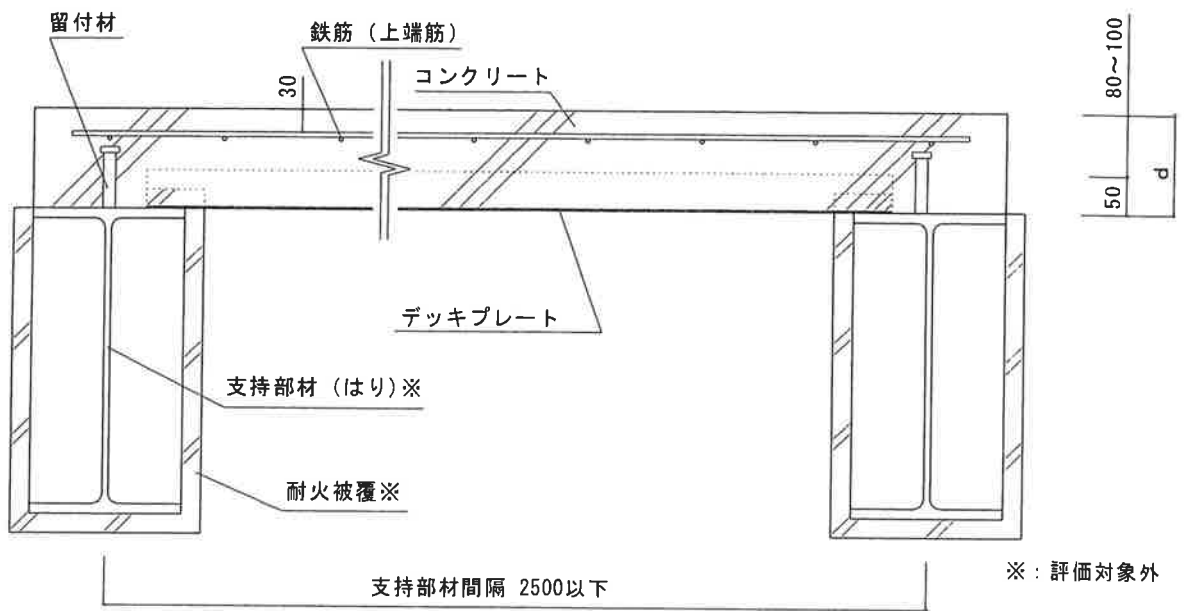 留付材
鉄筋（上端筋）
30
コンクリート
80~100
50
d
デッキプレート
支持部材（はり）※
耐火被覆※
支持部材間隔 2500以下
※：評価対象外